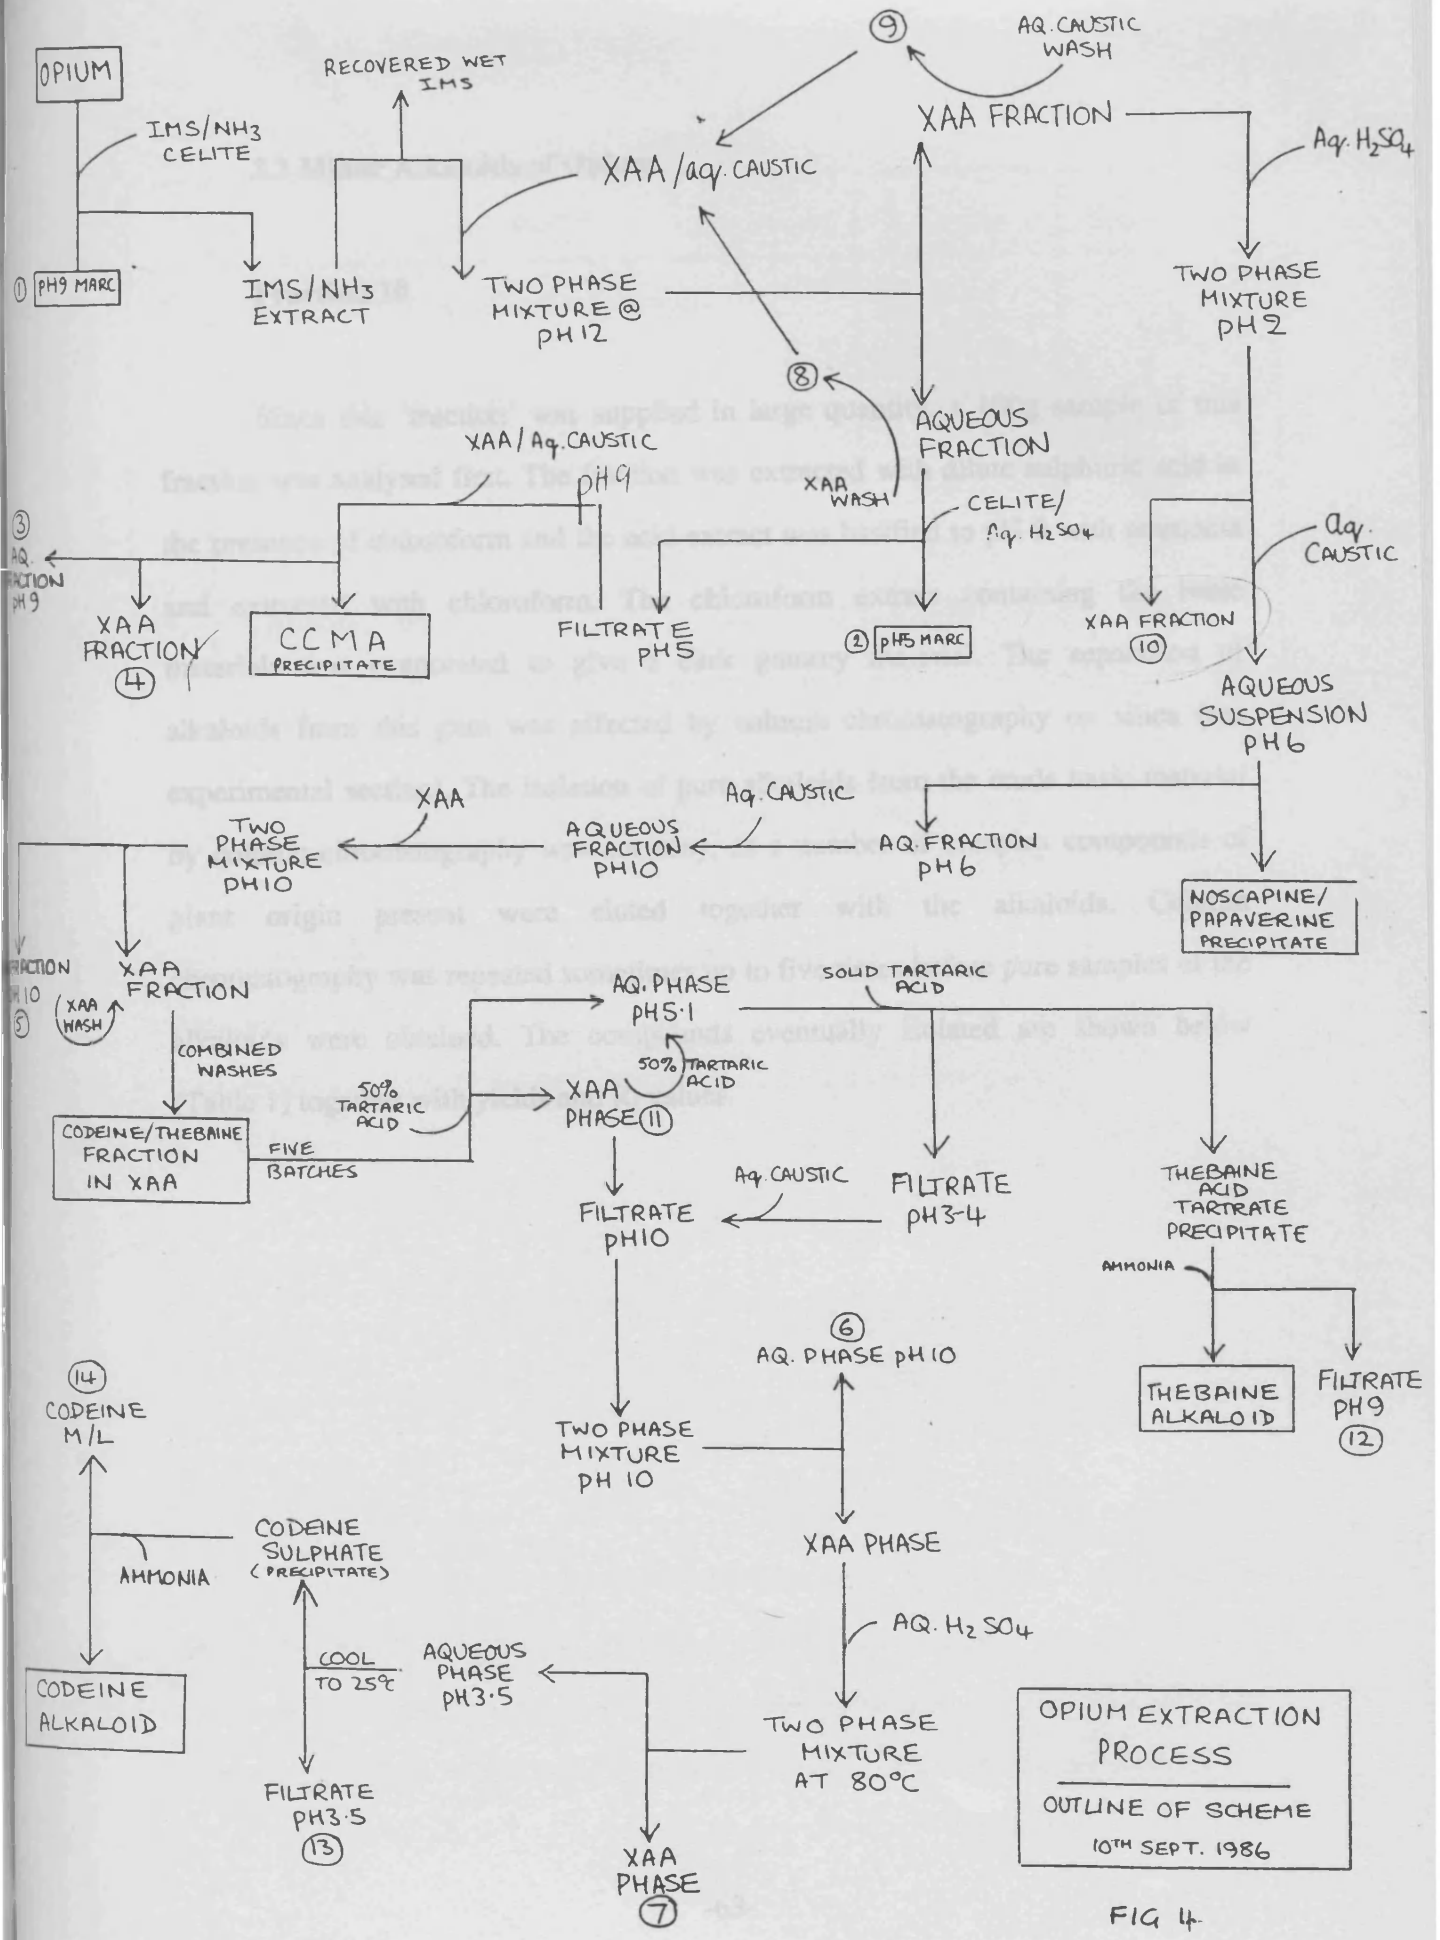 OPIUM
IMS/NH3
CELITE
① pH9 MARC
IMS/NH3
EXTRACT
RECOVERED WET
IMS
XAA/aq. CAUSTIC
TWO PHASE
MIXTURE @
pH12
⑨
AQ. CAUSTIC
WASH
XAA FRACTION
Aq. H2SO4
TWO PHASE
MIXTURE
pH2
⑧
XAA
WASH
AQUEOUS
FRACTION
CELITE/
Aq. H2SO4
② pH5 MARC
XAA/Aq. CAUSTIC
pH9
FILTRATE
pH5
CCMA
PRECIPITATE
XAA
FRACTION
④
③
AQ.
pH9
XAA FRACTION
⑩
aq.
CAUSTIC
AQUEOUS
SUSPENSION
pH6
NOSCAPINE/
PAPAVERINE
PRECIPITATE
AQ. FRACTION
pH6
Aq. CAUSTIC
AQUEOUS
FRACTION
pH10
XAA
TWO
PHASE
MIXTURE
pH10
⑤
XAA
FRACTION
XAA
WASH
COMBINED
WASHES
CODEINE/THEBAINE
FRACTION
IN XAA
FIVE
BATCHES
50%
TARTARIC
ACID
AQ. PHASE
pH5·1
50% TARTARIC
ACID
XAA
PHASE ⑪
SOLID TARTARIC
ACID
FILTRATE
pH3-4
Aq. CAUSTIC
FILTRATE
pH10
THEBAINE
ACID
TARTRATE
PRECIPITATE
AMMONIA
THEBAINE
ALKALOID
FILTRATE
PH9
⑫
TWO PHASE
MIXTURE
PH 10
⑥
AQ. PHASE pH10
XAA PHASE
AQ. H2SO4
TWO PHASE
MIXTURE
AT 80°C
XAA
PHASE
⑦
AQUEOUS
PHASE
pH3·5
COOL
TO 25°C
FILTRATE
PH3·5
⑬
CODEINE
SULPHATE
(PRECIPITATE)
AMMONIA
⑭
CODEINE
M/L
CODEINE
ALKALOID
OPIUM EXTRACTION
PROCESS
OUTLINE OF SCHEME
10TH SEPT. 1986
FIG 4